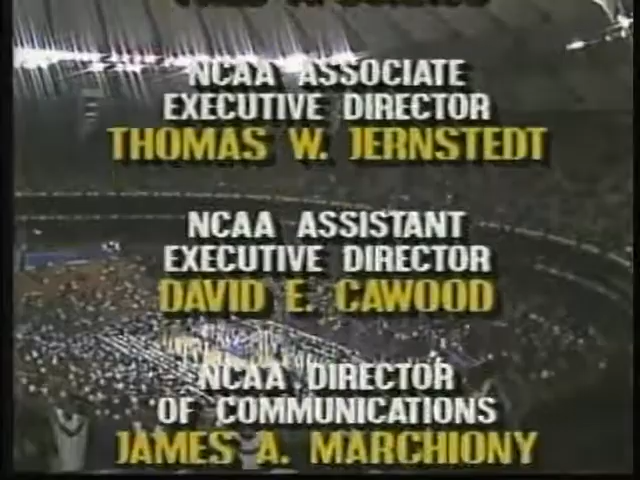 NCAA ASSOCIATE
EXECUTIVE DIRECTOR
THOMAS W. JERNSTEDT
NCAA ASSISTANT
EXECUTIVE DIRECTOR
DAVID E. CAWOOD
NCAA DIRECTOR
OF COMMUNICATIONS
JAMES A. MARCHIONY